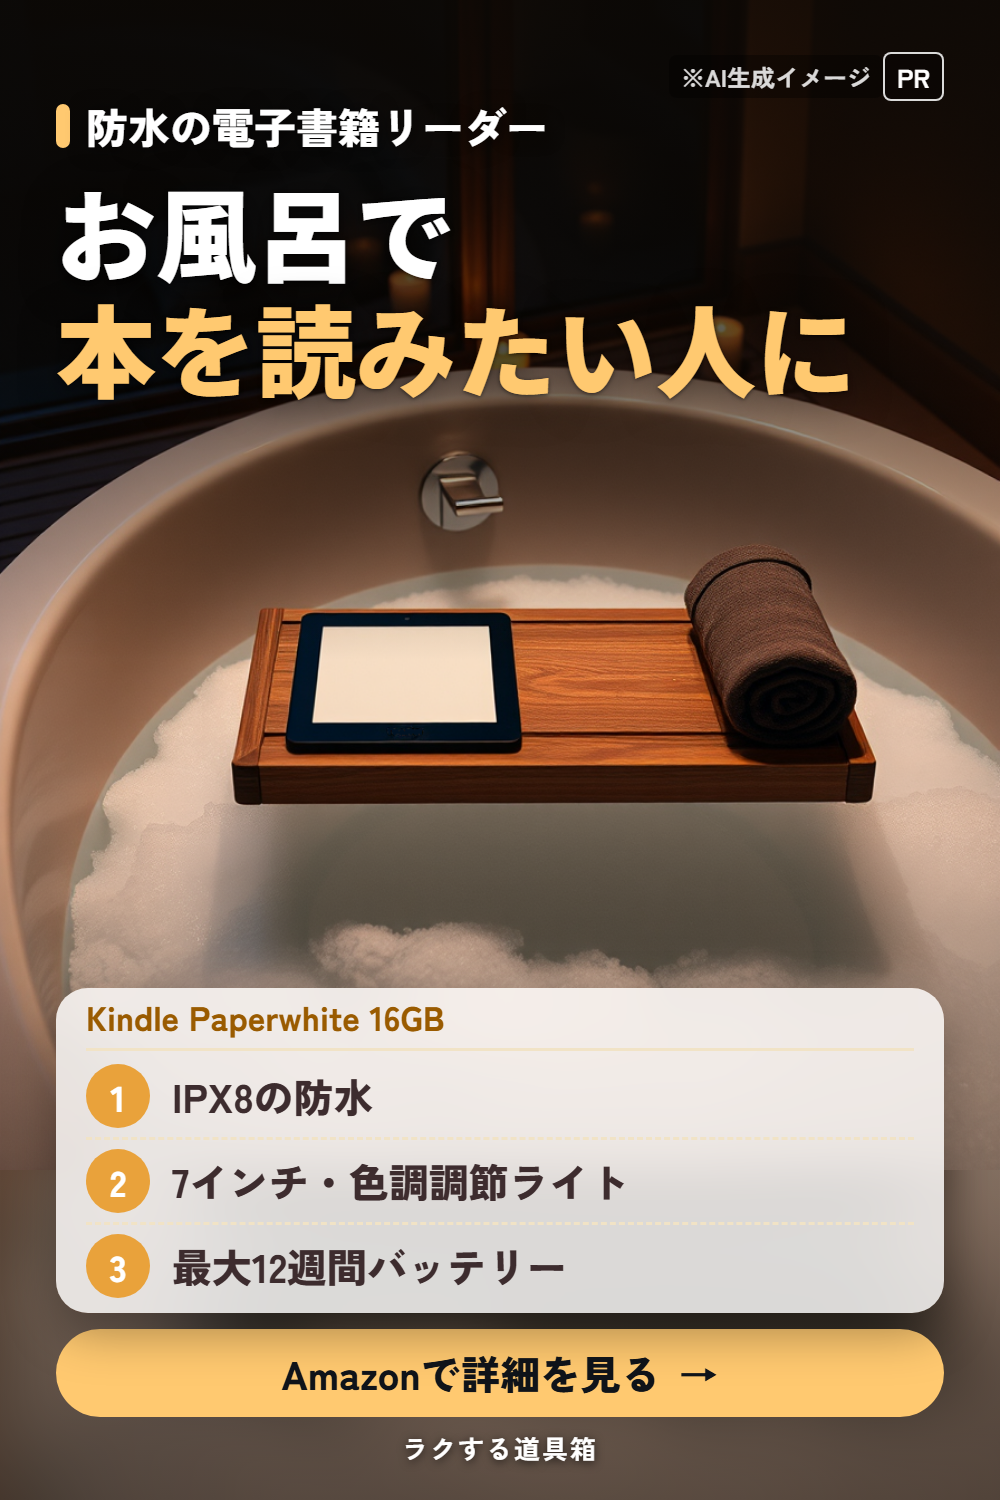 ※AI生成イメージ PR
防水の電子書籍リーダー
お風呂で
本を読みたい人に
Kindle Paperwhite 16GB
1 IPX8の防水
2 7インチ・色調調節ライト
3 最大12週間バッテリー
Amazonで詳細を見る →
ラクする道具箱